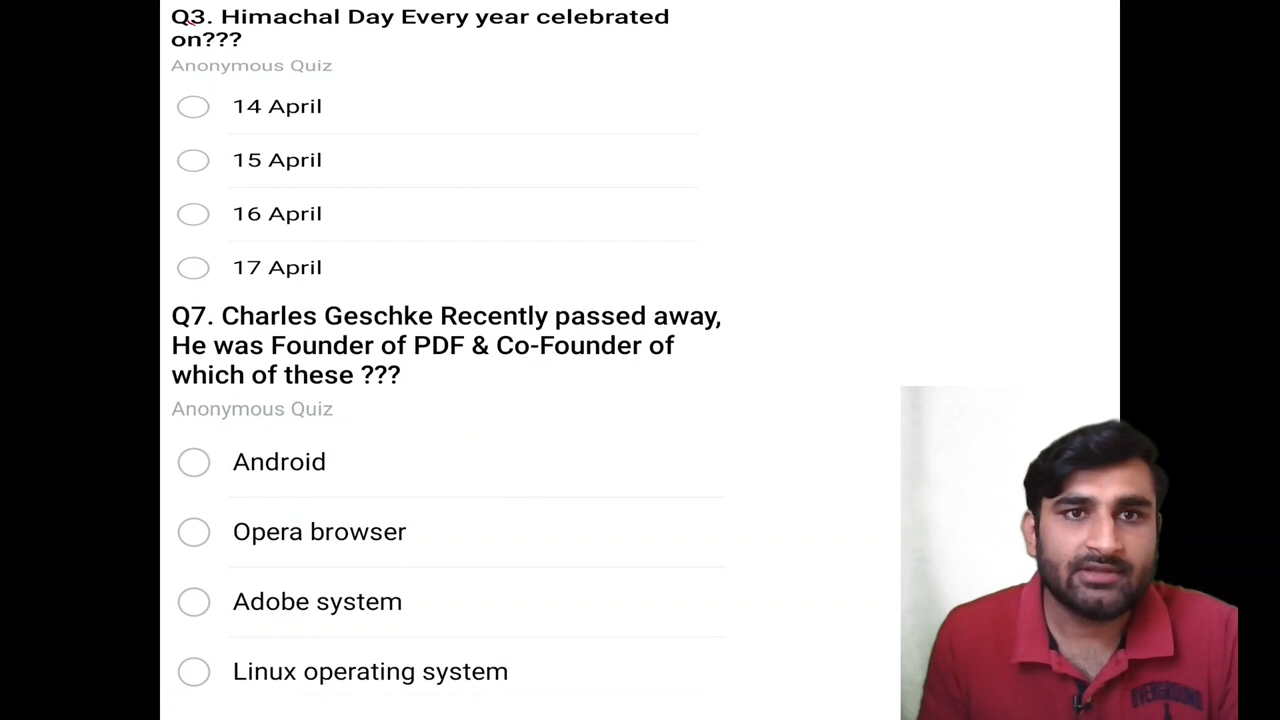 Q3. Himachal Day Every year celebrated
on???
Anonymous Quiz
14 April
15 April
16 April
17 April
Q7. Charles Geschke Recently passed away,
He was Founder of PDF & Co-Founder of
which of these ???
Anonymous Quiz
Android
Opera browser
Adobe system
Linux operating system